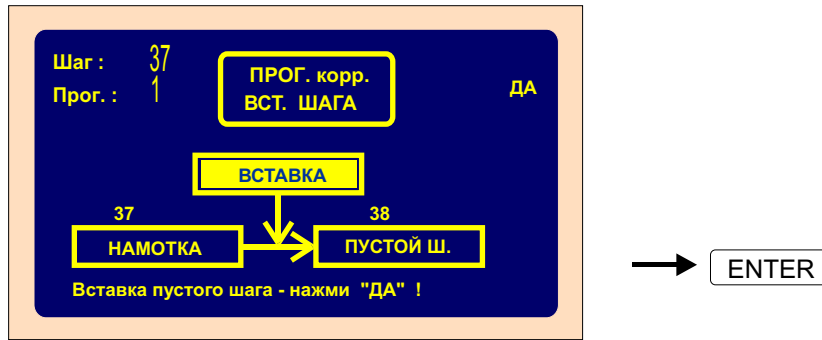 Шаг : 37
Прог. : 1
ПРОГ. корр.
ВСТ. ШАГА
ДА
ВСТАВКА
37
38
НАМОТКА
ПУСТОЙ Ш.
Вставка пустого шага - нажми "ДА" !
ENTER